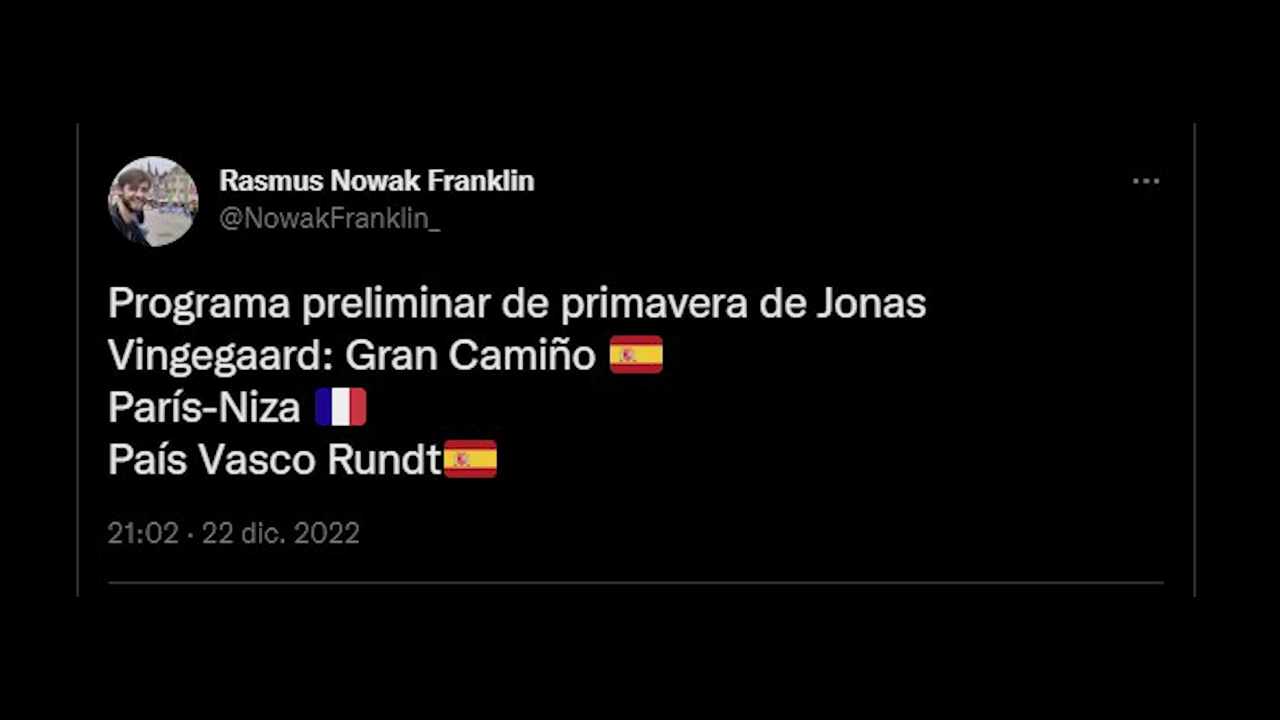 Rasmus Nowak Franklin
@NowakFranklin_
Programa preliminar de primavera de Jonas
Vingegaard: Gran Camiño 🇪🇸
París-Niza 🇫🇷
País Vasco Rundt🇪🇸
21:02 · 22 dic. 2022